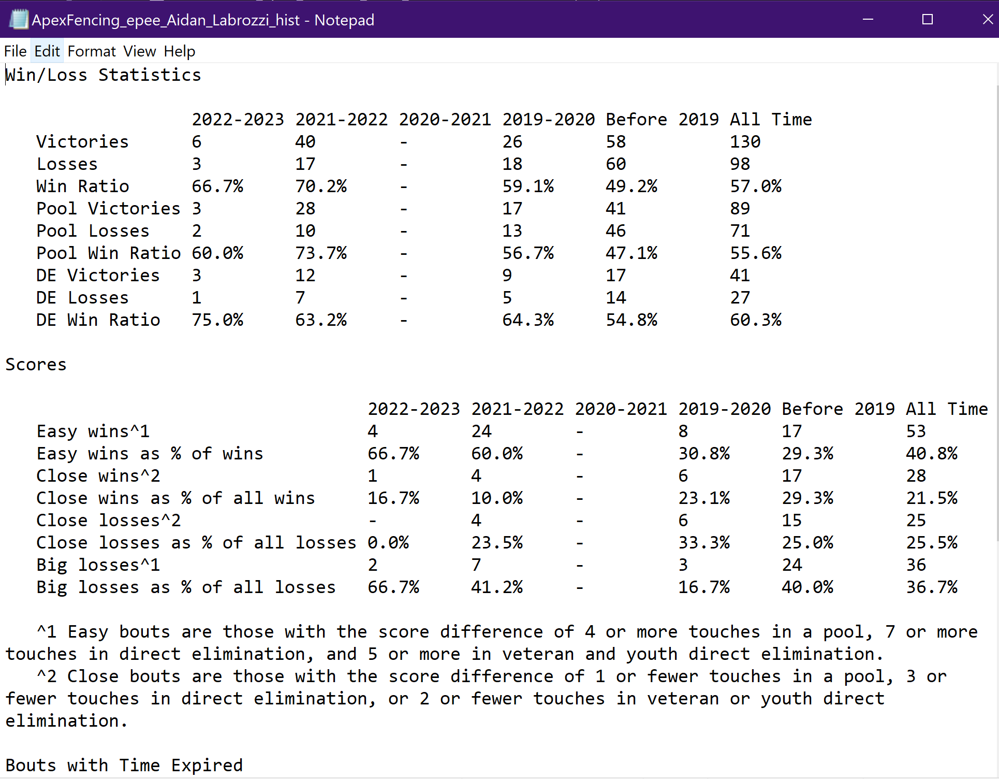 ApexFencing_epee_Aidan_Labrozzi_hist - Notepad
File Edit Format View Help
Win/Loss Statistics
2022-2023 2021-2022 2020-2021 2019-2020 Before 2019 All Time
Victories 6 40 - 26 58 130
Losses 3 17 - 18 60 98
Win Ratio 66.7% 70.2% - 59.1% 49.2% 57.0%
Pool Victories 3 28 - 17 41 89
Pool Losses 2 10 - 13 46 71
Pool Win Ratio 60.0% 73.7% - 56.7% 47.1% 55.6%
DE Victories 3 12 - 9 17 41
DE Losses 1 7 - 5 14 27
DE Win Ratio 75.0% 63.2% - 64.3% 54.8% 60.3%
Scores
2022-2023 2021-2022 2020-2021 2019-2020 Before 2019 All Time
Easy wins^1 4 24 - 8 17 53
Easy wins as % of wins 66.7% 60.0% - 30.8% 29.3% 40.8%
Close wins^2 1 4 - 6 17 28
Close wins as % of all wins 16.7% 10.0% - 23.1% 29.3% 21.5%
Close losses^2 - 4 - 6 15 25
Close losses as % of all losses 0.0% 23.5% - 33.3% 25.0% 25.5%
Big losses^1 2 7 - 3 24 36
Big losses as % of all losses 66.7% 41.2% - 16.7% 40.0% 36.7%
^1 Easy bouts are those with the score difference of 4 or more touches in a pool, 7 or more
touches in direct elimination, and 5 or more in veteran and youth direct elimination.
^2 Close bouts are those with the score difference of 1 or fewer touches in a pool, 3 or
fewer touches in direct elimination, or 2 or fewer touches in veteran or youth direct
elimination.
Bouts with Time Expired